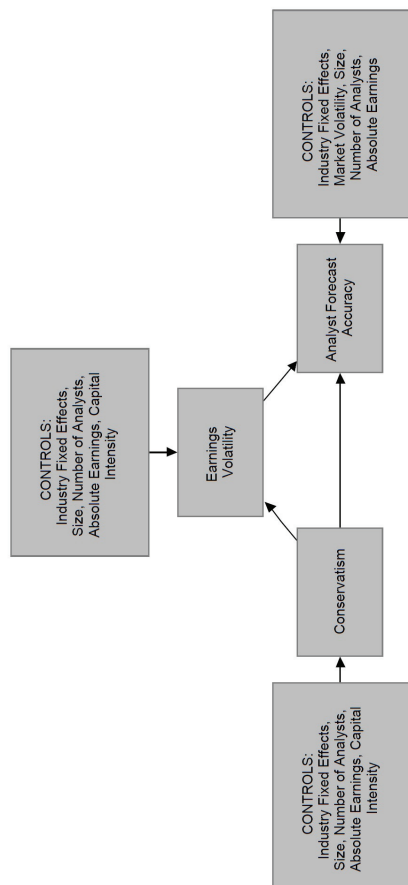 CONTROLS:
Industry Fixed Effects,
Size, Number of Analysts,
Absolute Earnings, Capital
Intensity
Earnings
Volatility
CONTROLS:
Industry Fixed Effects,
Size, Number of Analysts,
Absolute Earnings, Capital
Intensity
Conservatism
Analyst Forecast
Accuracy
CONTROLS:
Industry Fixed Effects,
Market Volatility, Size,
Number of Analysts,
Absolute Earnings